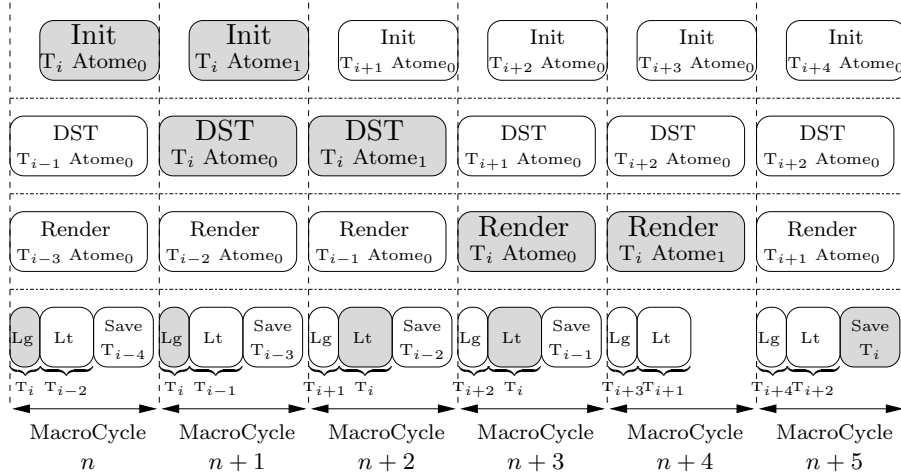 Init Init Init Init Init Init
T_i Atome_0 T_i Atome_1 T_{i+1} Atome_0 T_{i+2} Atome_0 T_{i+3} Atome_0 T_{i+4} Atome_0
DST DST DST DST DST DST
T_{i−1} Atome_0 T_i Atome_0 T_i Atome_1 T_{i+1} Atome_0 T_{i+2} Atome_0 T_{i+2} Atome_0
Render Render Render Render Render Render
T_{i−3} Atome_0 T_{i−2} Atome_0 T_{i−1} Atome_0 T_i Atome_0 T_i Atome_1 T_{i+1} Atome_0
Lg Lt Save Lg Lt Save Lg Lt Save Lg Lt Save Lg Lt Lg Lt Save
T_{i−4} T_{i−3} T_{i−2} T_{i−1} T_i
T_i T_{i−2} T_i T_{i−1} T_{i+1} T_i T_{i+2} T_i T_{i+3} T_{i+1} T_{i+4} T_{i+2}
MacroCycle MacroCycle MacroCycle MacroCycle MacroCycle MacroCycle
n n + 1 n + 2 n + 3 n + 4 n + 5